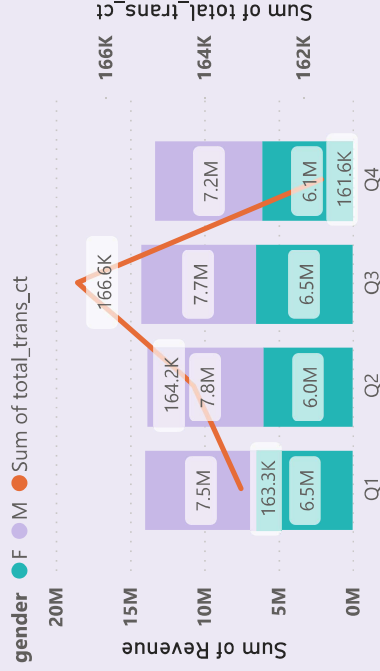 gender F M Sum of total_trans_ct
20M
15M
10M
5M
0M
Sum of Revenue
166K
164K
162K
Sum of total_trans_ct
7.5M
163.3K
6.5M
164.2K
7.8M
6.0M
166.6K
7.7M
6.5M
7.2M
6.1M
161.6K
Q1 Q2 Q3 Q4